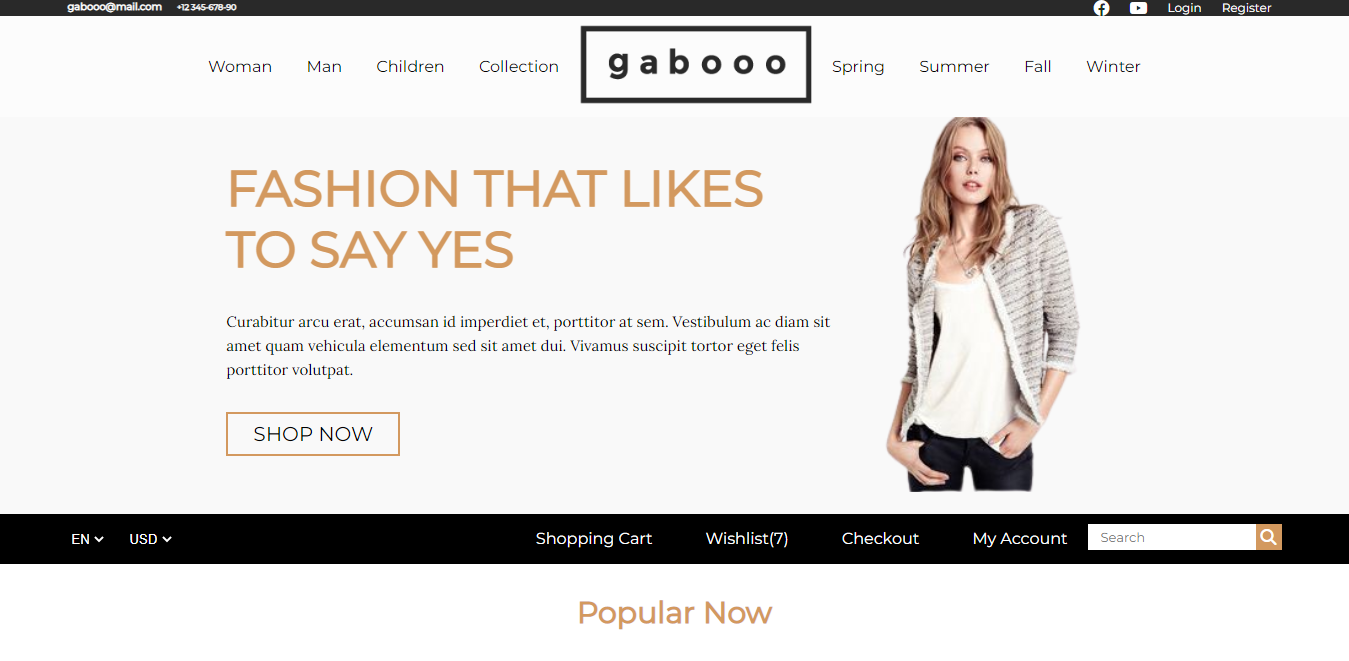 gabooo@mail.com +12 345-678-90 Login Register
Woman Man Children Collection gabooo Spring Summer Fall Winter
FASHION THAT LIKES
TO SAY YES
Curabitur arcu erat, accumsan id imperdiet et, porttitor at sem. Vestibulum ac diam sit
amet quam vehicula elementum sed sit amet dui. Vivamus suscipit tortor eget felis
porttitor volutpat.
SHOP NOW
EN USD Shopping Cart Wishlist(7) Checkout My Account Search
Popular Now